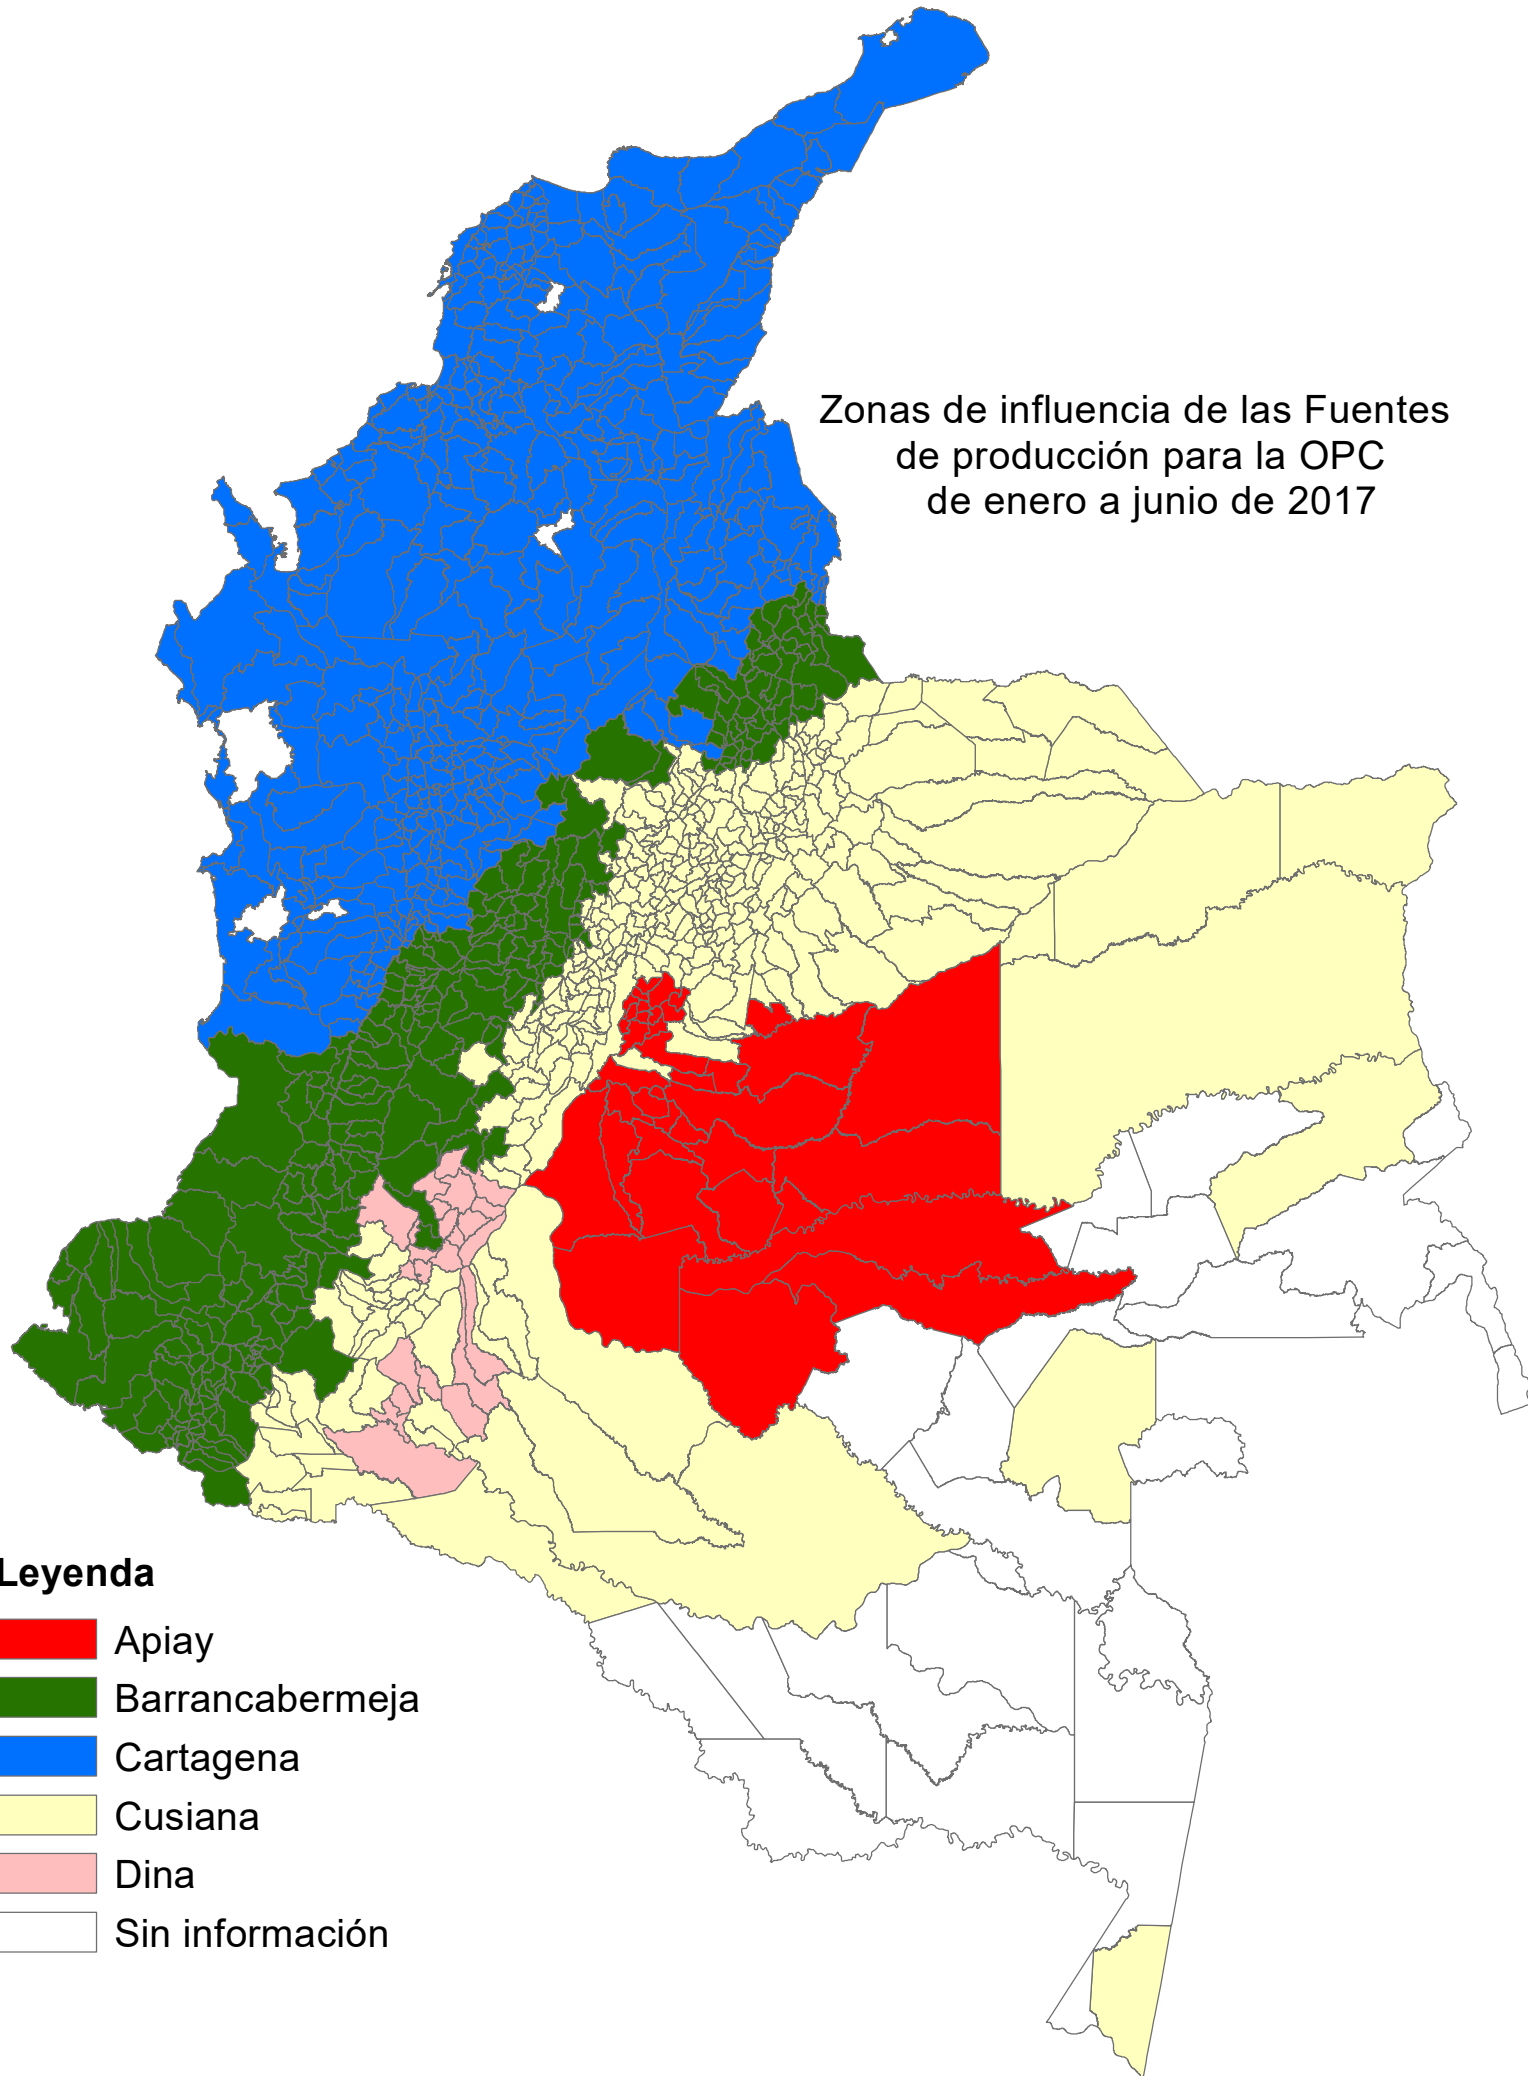 Zonas de influencia de las Fuentes
de producción para la OPC
de enero a junio de 2017
Leyenda
Apiay
Barrancabermeja
Cartagena
Cusiana
Dina
Sin información